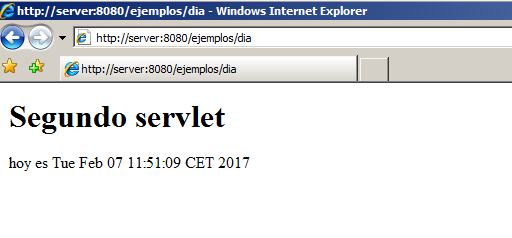 http://server:8080/ejemplos/dia - Windows Internet Explorer
http://server:8080/ejemplos/dia
http://server:8080/ejemplos/dia
Segundo servlet
hoy es Tue Feb 07 11:51:09 CET 2017